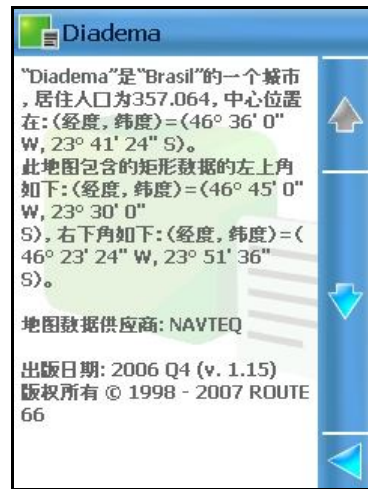 Diadema
"Diadema"是"Brasil"的一个城市
,居住人口为357.064,中心位置
在:(经度,纬度)=(46° 36' 0"
W, 23° 41' 24" S)。
此地图包含的矩形数据的左上角
如下:(经度,纬度)=(46° 45' 0"
W, 23° 30' 0"
S),右下角如下:(经度,纬度)=(
46° 23' 24" W, 23° 51' 36"
S)。
地图数据供应商: NAVTEQ
出版日期: 2006 Q4 (v. 1.15)
版权所有 © 1998 - 2007 ROUTE
66